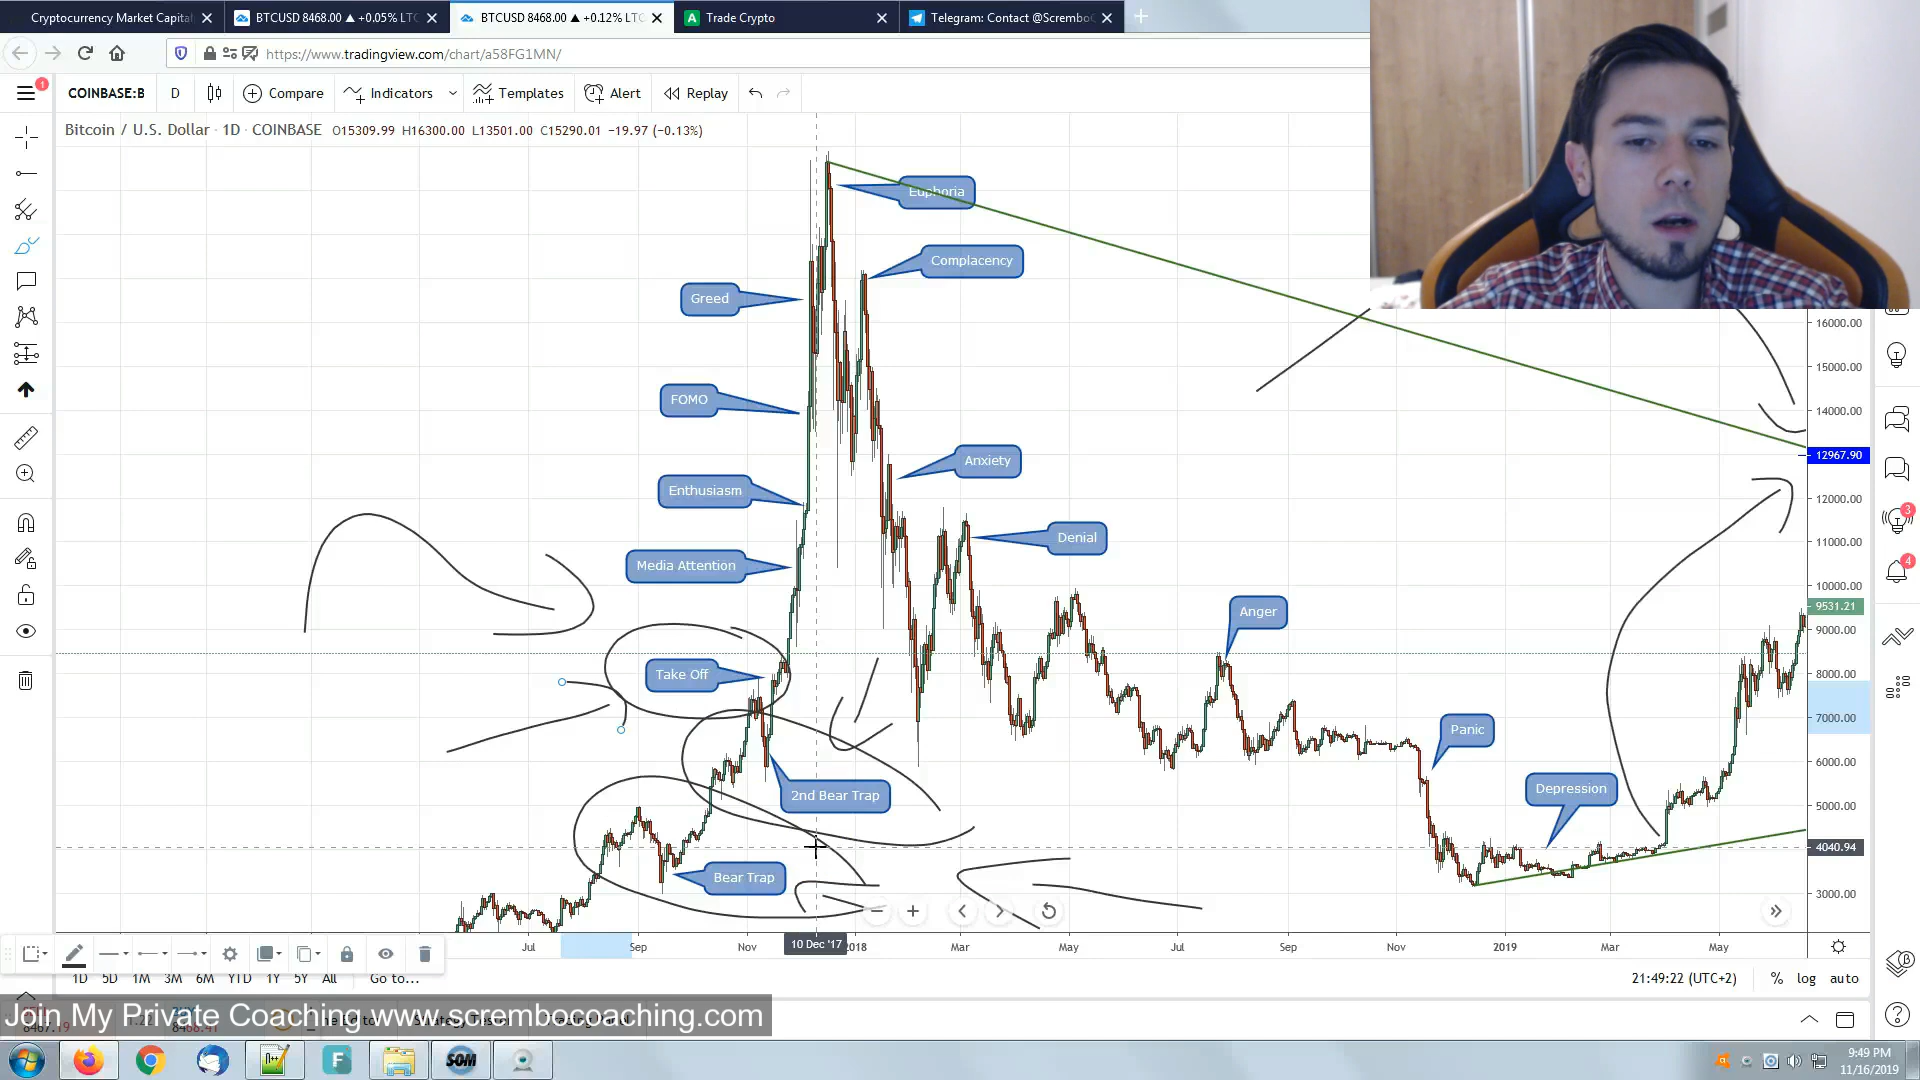 Cryptocurrency Market Capital
BTCUSD 8468.00 ▲ +0.05% LTC
BTCUSD 8468.00 ▲ +0.12% LTC
Trade Crypto
Telegram: Contact @Scrembo
https://www.tradingview.com/chart/a58FG1MN/
1
COINBASE:B
D
Compare
Indicators
Templates
Alert
Replay
Bitcoin / U.S. Dollar · 1D · COINBASE O15309.99 H16300.00 L13501.00 C15290.01 −19.97 (−0.13%)
Euphoria
Complacency
Greed
16000.00
15000.00
FOMO
14000.00
Anxiety
12967.90
Enthusiasm
12000.00
3
Denial
11000.00
Media Attention
4
10000.00
Anger
9531.21
9000.00
Take Off
8000.00
7000.00
Panic
6000.00
2nd Bear Trap
Depression
5000.00
4040.94
Bear Trap
3000.00
Jul
Sep
Nov
10 Dec '17
2018
Mar
May
Jul
Sep
Nov
2019
Mar
May
1D 5D 1M 3M 6M YTD 1Y 5Y All Go to...
21:49:22 (UTC+2) % log auto
Join My Private Coaching www.scrembocoaching.com
9:49 PM
11/16/2019